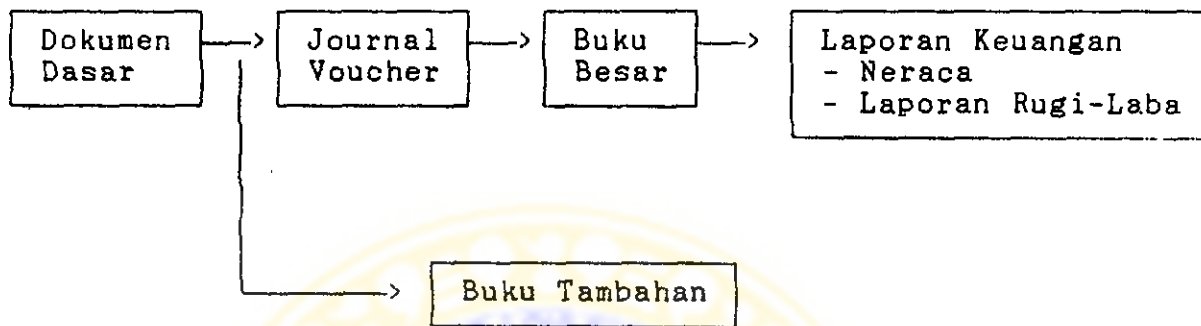 Dokumen
Dasar
Journal
Voucher
Buku
Besar
Laporan Keuangan
- Neraca
- Laporan Rugi-Laba
Buku Tambahan